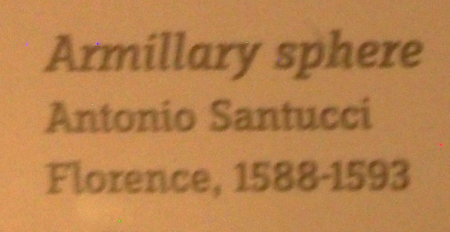 Armillary sphere
Antonio Santucci
Florence, 1588-1593